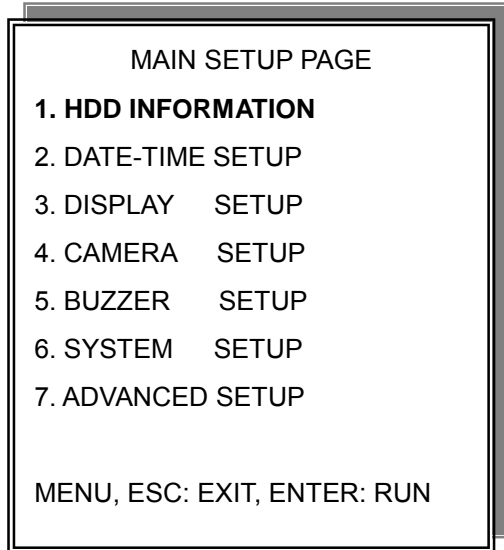 MAIN SETUP PAGE
1. HDD INFORMATION
2. DATE-TIME SETUP
3. DISPLAY SETUP
4. CAMERA SETUP
5. BUZZER SETUP
6. SYSTEM SETUP
7. ADVANCED SETUP
MENU, ESC: EXIT, ENTER: RUN